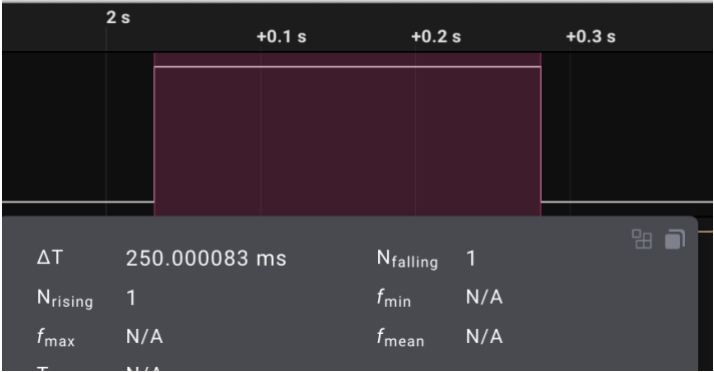 2 s
+0.1 s +0.2 s +0.3 s
ΔT 250.000083 ms Nfalling 1
Nrising 1 fmin N/A
fmax N/A fmean N/A